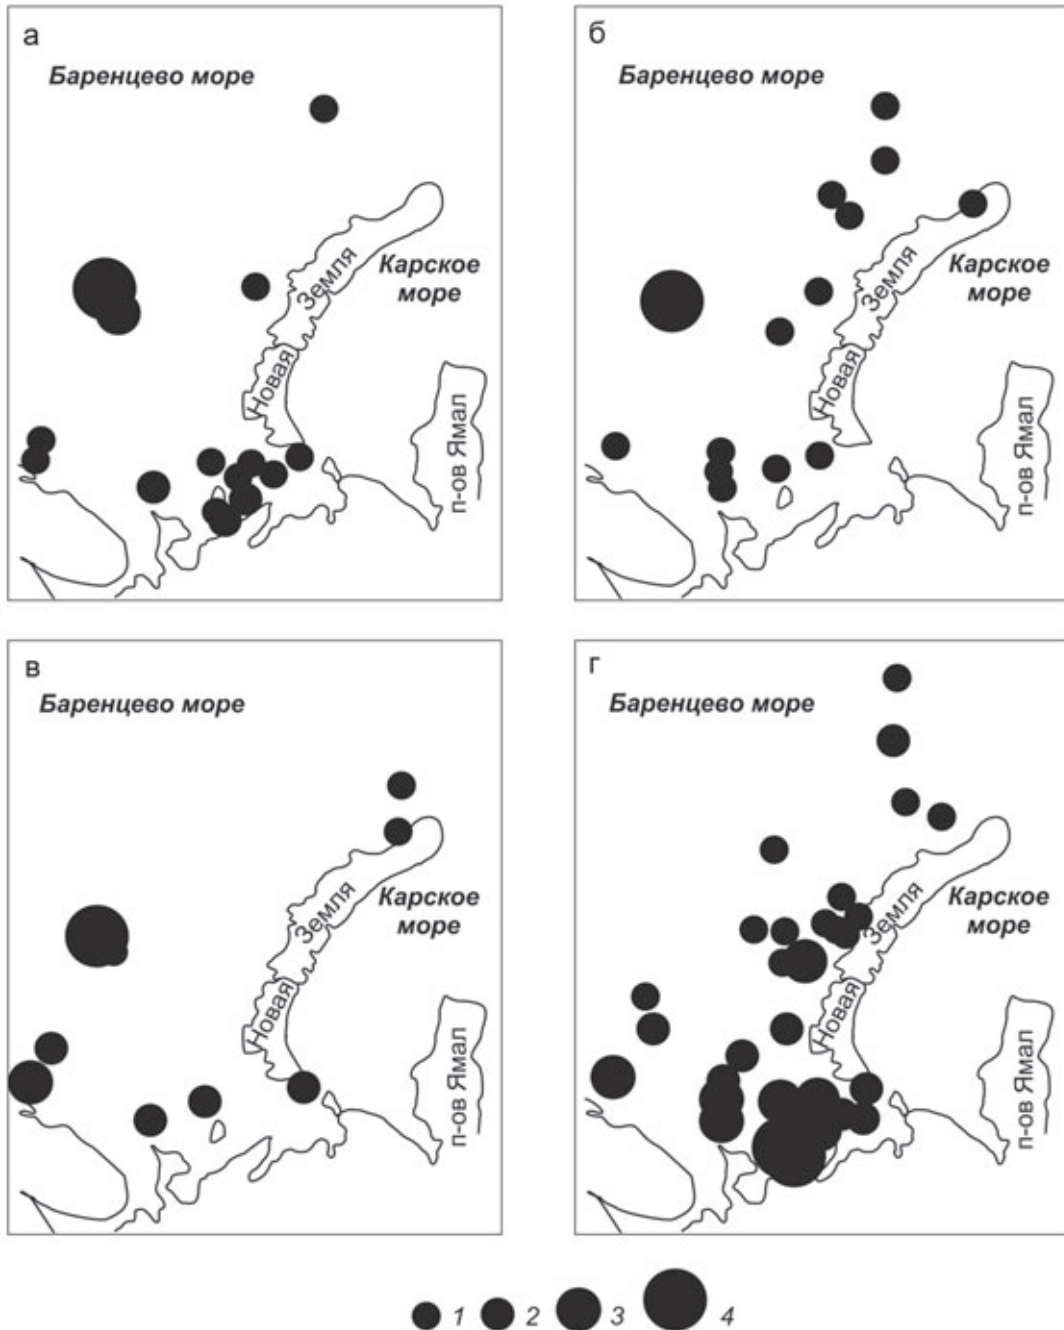 а
Баренцево море
Земля
Карское
море
Новая
п-ов Ямал
б
Баренцево море
Земля
Карское
море
Новая
п-ов Ямал
в
Баренцево море
Земля
Карское
море
Новая
п-ов Ямал
г
Баренцево море
Земля
Карское
море
Новая
п-ов Ямал
1 2 3 4